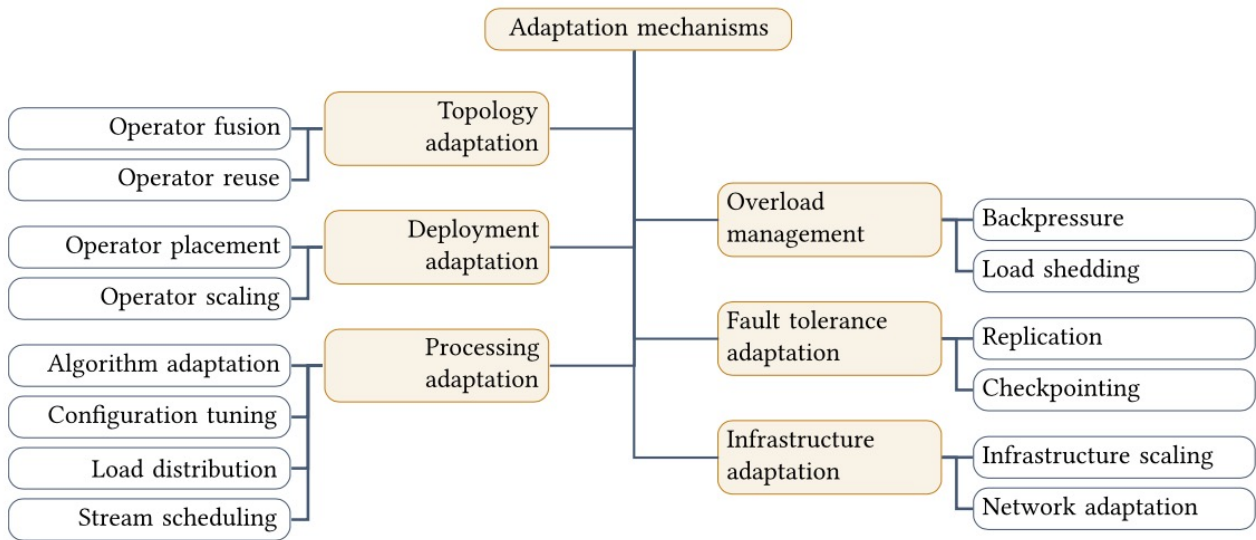 Adaptation mechanisms
Topology
adaptation
Operator fusion
Operator reuse
Deployment
adaptation
Operator placement
Operator scaling
Processing
adaptation
Algorithm adaptation
Configuration tuning
Load distribution
Stream scheduling
Overload
management
Backpressure
Load shedding
Fault tolerance
adaptation
Replication
Checkpointing
Infrastructure
adaptation
Infrastructure scaling
Network adaptation